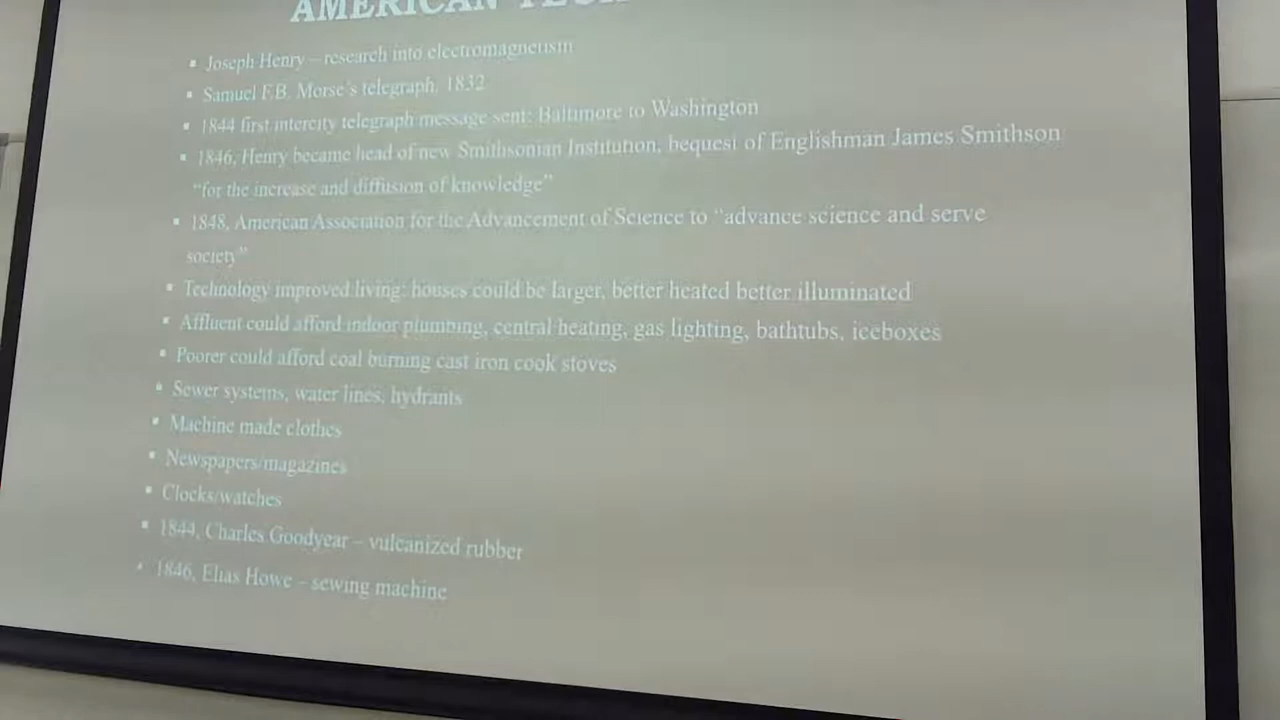 AMERICAN
▪ Joseph Henry – research into electromagnetism
▪ Samuel F.B. Morse's telegraph, 1832
▪ 1844 first intercity telegraph message sent: Baltimore to Washington
▪ 1846, Henry became head of new Smithsonian Institution, bequest of Englishman James Smithson
“for the increase and diffusion of knowledge”
▪ 1848, American Association for the Advancement of Science to “advance science and serve
society”
▪ Technology improved living: houses could be larger, better heated better illuminated
▪ Affluent could afford indoor plumbing, central heating, gas lighting, bathtubs, iceboxes
▪ Poorer could afford coal burning cast iron cook stoves
▪ Sewer systems, water lines, hydrants
▪ Machine made clothes
▪ Newspapers/magazines
▪ Clocks/watches
▪ 1844, Charles Goodyear – vulcanized rubber
▪ 1846, Elias Howe – sewing machine